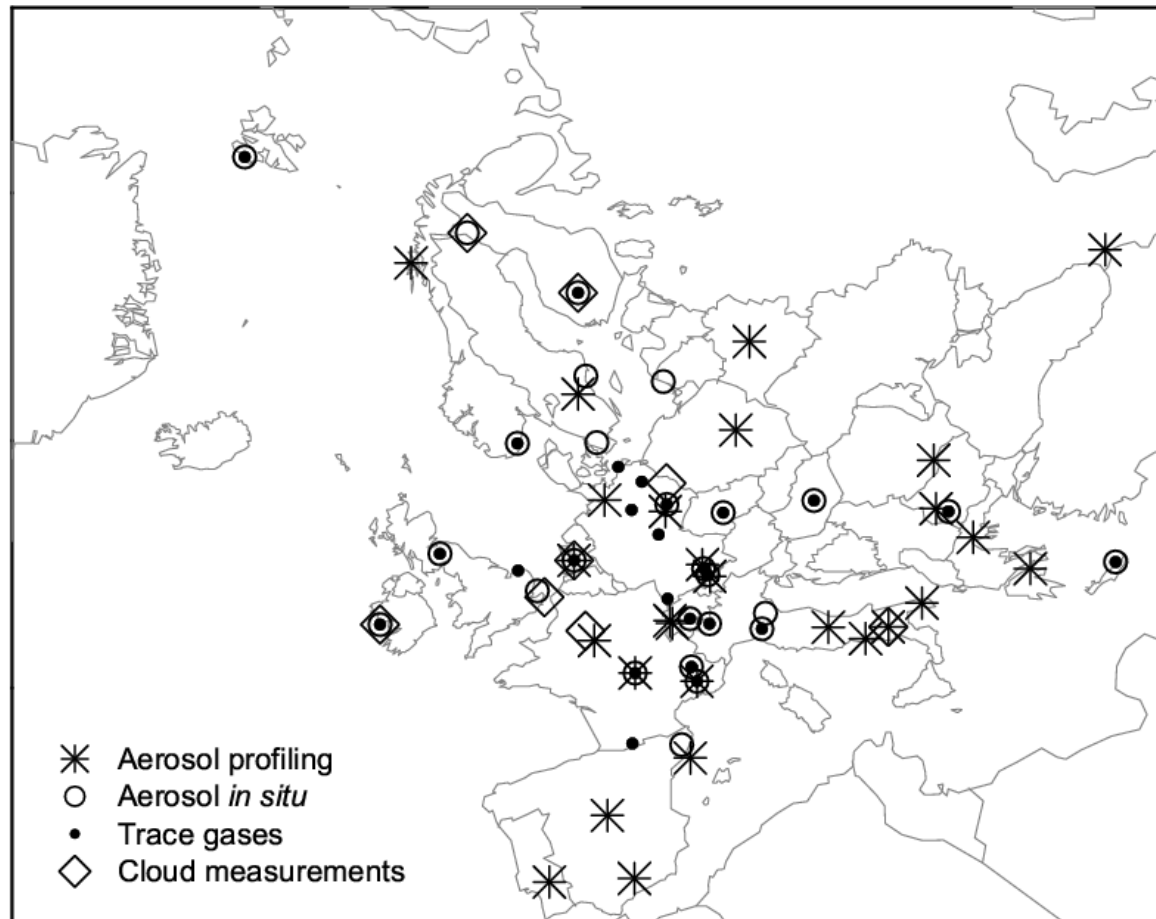 Aerosol profiling
Aerosol in situ
Trace gases
Cloud measurements